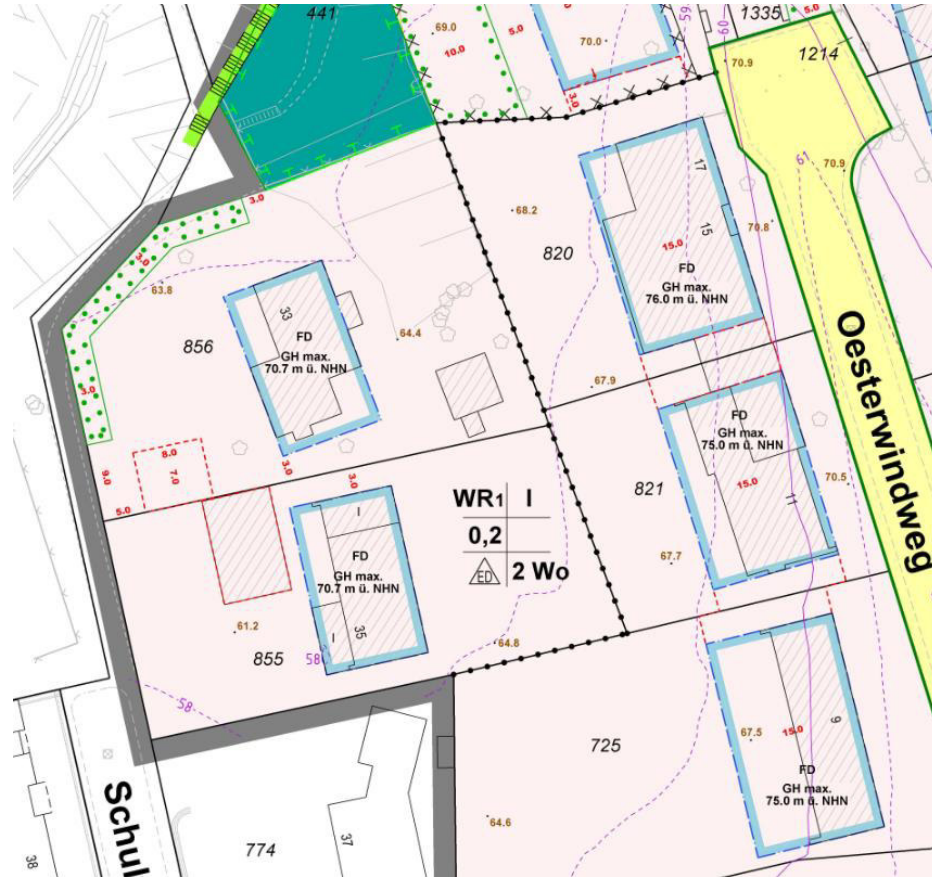 441
69.0
10.0
5.0
70.0
3.0
59
60
1335
5.0
70.9
1214
61
70.9
3.0
3.0
63.8
68.2
820
17
15
15.0
70.8
FD
GH max.
76.0 m ü. NHN
856
33
FD
GH max.
70.7 m ü. NHN
64.4
67.9
3.0
Oesterwindweg
FD
GH max.
75.0 m ü. NHN
15.0
11
821
70.5
8.0
7.0
9.0
5.0
3.0
3.0
WR1 I
0,2
ED 2 Wo
I
FD
GH max.
70.7 m ü. NHN
35
I
67.7
61.2
855
58
64.8
58
725
67.5
15.0
9
FD
GH max.
75.0 m ü. NHN
Schul
774
37
38
64.6